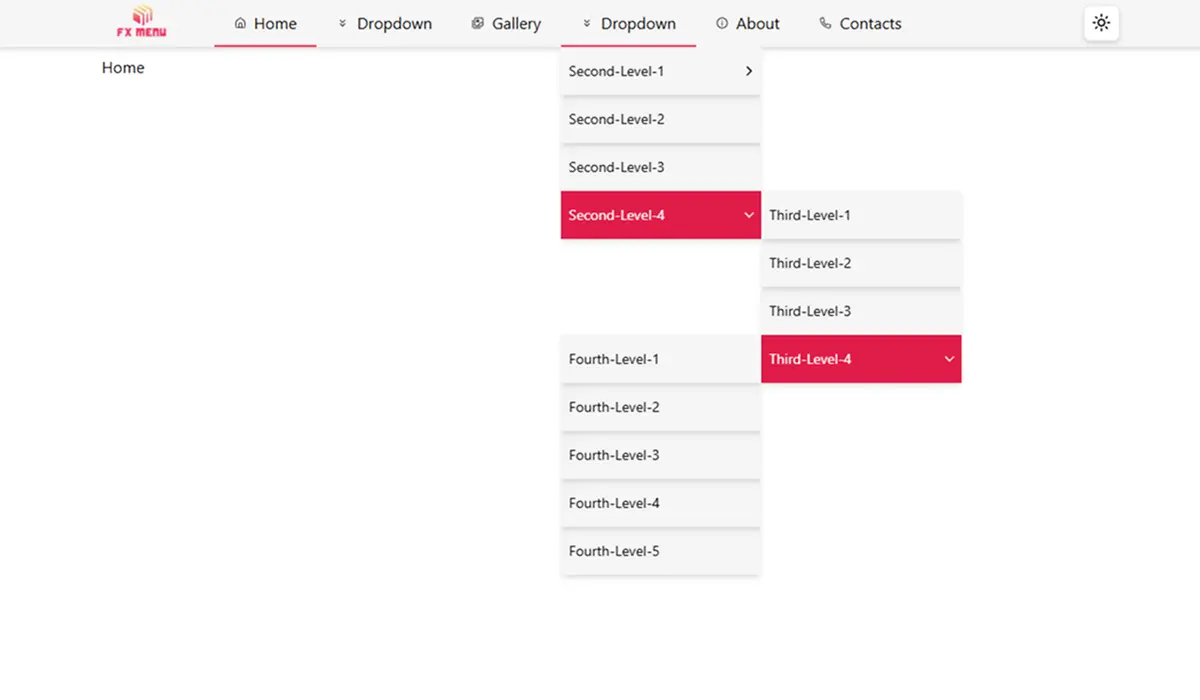 FX MENU
Home
Dropdown
Gallery
Dropdown
About
Contacts
Home
Second-Level-1
Second-Level-2
Second-Level-3
Second-Level-4
Third-Level-1
Third-Level-2
Third-Level-3
Third-Level-4
Fourth-Level-1
Fourth-Level-2
Fourth-Level-3
Fourth-Level-4
Fourth-Level-5